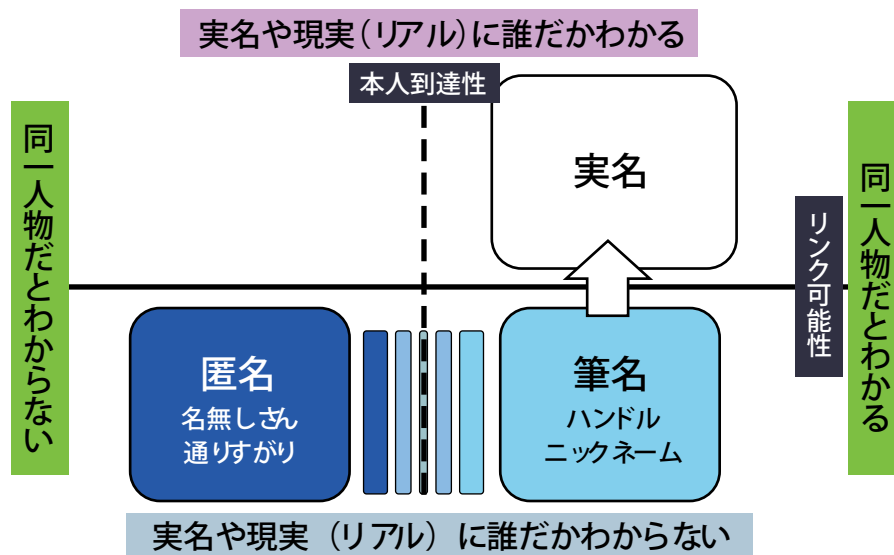 実名や現実（リアル）に誰だかわかる
本人到達性
同一人物だとわからない
実名
リンク可能性
同一人物だとわかる
匿名
名無しさん
通りすがり
筆名
ハンドル
ニックネーム
実名や現実（リアル）に誰だかわからない